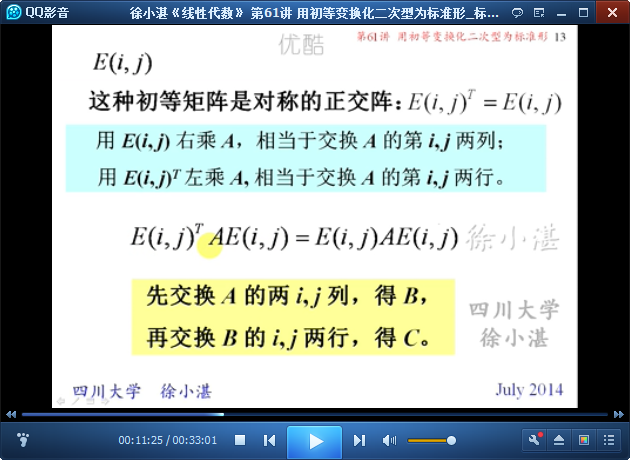 QQ影音
徐小湛《线性代数》第61讲 用初等变换化二次型为标准形_标...
优酷
第61讲 用初等变换化二次型为标准形 13
E(i, j)
这种初等矩阵是对称的正交阵：E(i, j)^T = E(i, j)
用 E(i, j) 右乘 A，相当于交换 A 的第 i, j 两列；
用 E(i, j)^T 左乘 A, 相当于交换 A 的第 i, j 两行。
E(i, j)^T AE(i, j) = E(i, j)AE(i, j)
徐小湛
先交换 A 的两 i, j 列，得 B，
再交换 B 的 i, j 两行，得 C。
四川大学
徐小湛
四川大学 徐小湛
July 2014
00:11:25 / 00:33:01